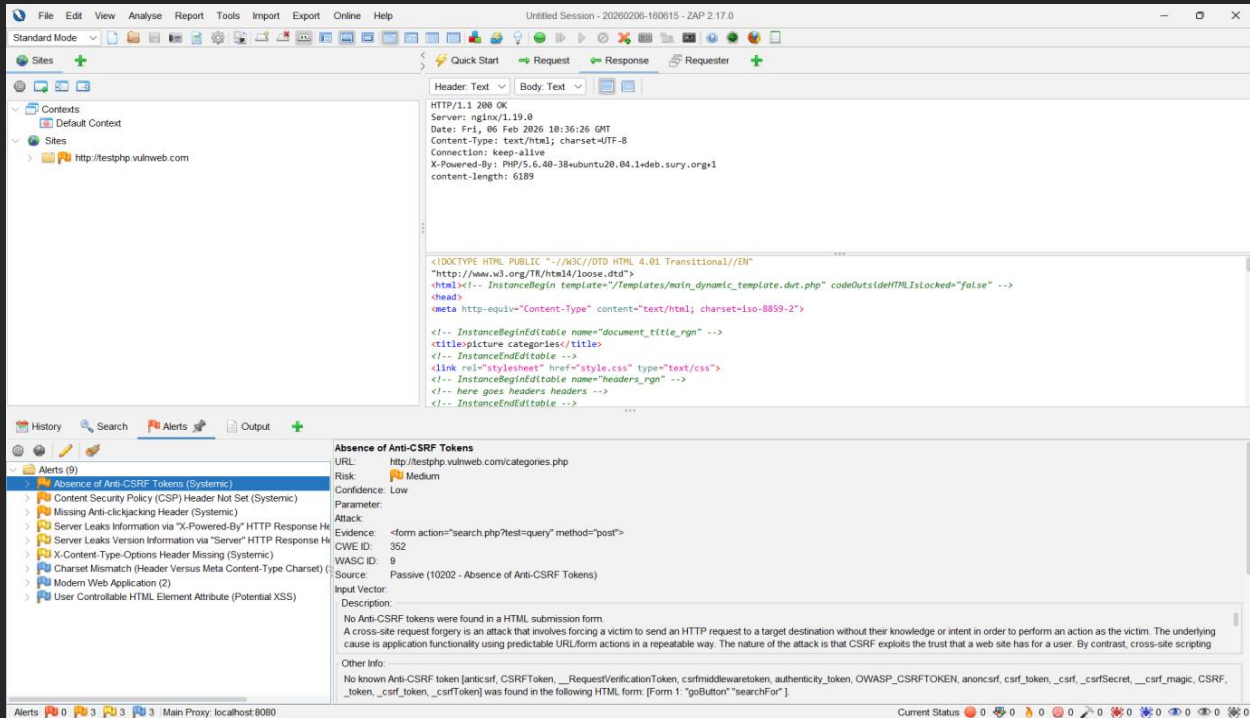 File Edit View Analyse Report Tools Import Export Online Help
Untitled Session - 20260206-160615 - ZAP 2.17.0
Standard Mode
Sites
Quick Start Request Response Requester
Header: Text Body: Text
Contexts
Default Context
Sites
http://testphp.vulnweb.com
HTTP/1.1 200 OK
Server: nginx/1.19.0
Date: Fri, 06 Feb 2026 10:36:26 GMT
Content-Type: text/html; charset=UTF-8
Connection: keep-alive
X-Powered-By: PHP/5.6.40-38+ubuntu20.04.1+deb.sury.org+1
content-length: 6189
<!DOCTYPE HTML PUBLIC "-//W3C//DTD HTML 4.01 Transitional//EN"
"http://www.w3.org/TR/html4/loose.dtd">
<html><!-- InstanceBegin template="/Templates/main_dynamic_template.dwt.php" codeOutsideHTMLIsLocked="false" -->
<head>
<meta http-equiv="Content-Type" content="text/html; charset=iso-8859-2">
<!-- InstanceBeginEditable name="document_title_rgn" -->
<title>picture categories</title>
<!-- InstanceEndEditable -->
<link rel="stylesheet" href="style.css" type="text/css">
<!-- InstanceBeginEditable name="headers_rgn" -->
<!-- here goes headers headers -->
<!-- InstanceEndEditable -->
History Search Alerts Output
Alerts (9)
Absence of Anti-CSRF Tokens (Systemic)
Content Security Policy (CSP) Header Not Set (Systemic)
Missing Anti-clickjacking Header (Systemic)
Server Leaks Information via "X-Powered-By" HTTP Response He
Server Leaks Version Information via "Server" HTTP Response He
X-Content-Type-Options Header Missing (Systemic)
Charset Mismatch (Header Versus Meta Content-Type Charset) (
Modern Web Application (2)
User Controllable HTML Element Attribute (Potential XSS)
Absence of Anti-CSRF Tokens
URL: http://testphp.vulnweb.com/categories.php
Risk: Medium
Confidence: Low
Parameter:
Attack:
Evidence: <form action="search.php?test=query" method="post">
CWE ID: 352
WASC ID: 9
Source: Passive (10202 - Absence of Anti-CSRF Tokens)
Input Vector:
Description:
No Anti-CSRF tokens were found in a HTML submission form.
A cross-site request forgery is an attack that involves forcing a victim to send an HTTP request to a target destination without their knowledge or intent in order to perform an action as the victim. The underlying
cause is application functionality using predictable URL/form actions in a repeatable way. The nature of the attack is that CSRF exploits the trust that a web site has for a user. By contrast, cross-site scripting
Other Info:
No known Anti-CSRF token [anticsrf, CSRFToken, __RequestVerificationToken, csrfmiddlewaretoken, authenticity_token, OWASP_CSRFTOKEN, anoncsrf, csrf_token, _csrf, _csrfSecret, __csrf_magic, CSRF,
_token, _csrf_token, _csrfToken] was found in the following HTML form: [Form 1: "goButton" "searchFor" ].
Alerts 0 3 3 3 Main Proxy: localhost:8080
Current Status 0 0 0 0 0 0 0 0 0 0